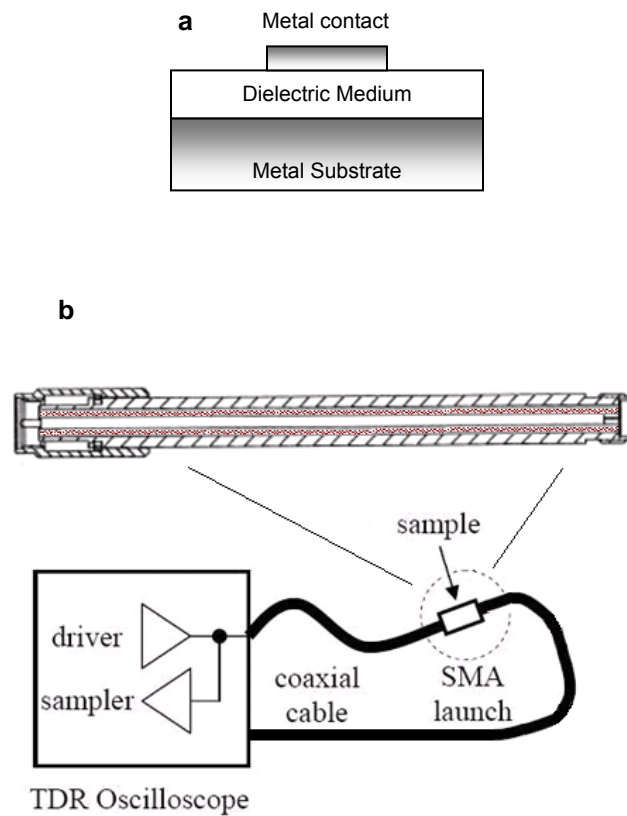 a
Metal contact
Dielectric Medium
Metal Substrate
b
sample
driver
sampler
coaxial
cable
SMA
launch
TDR Oscilloscope